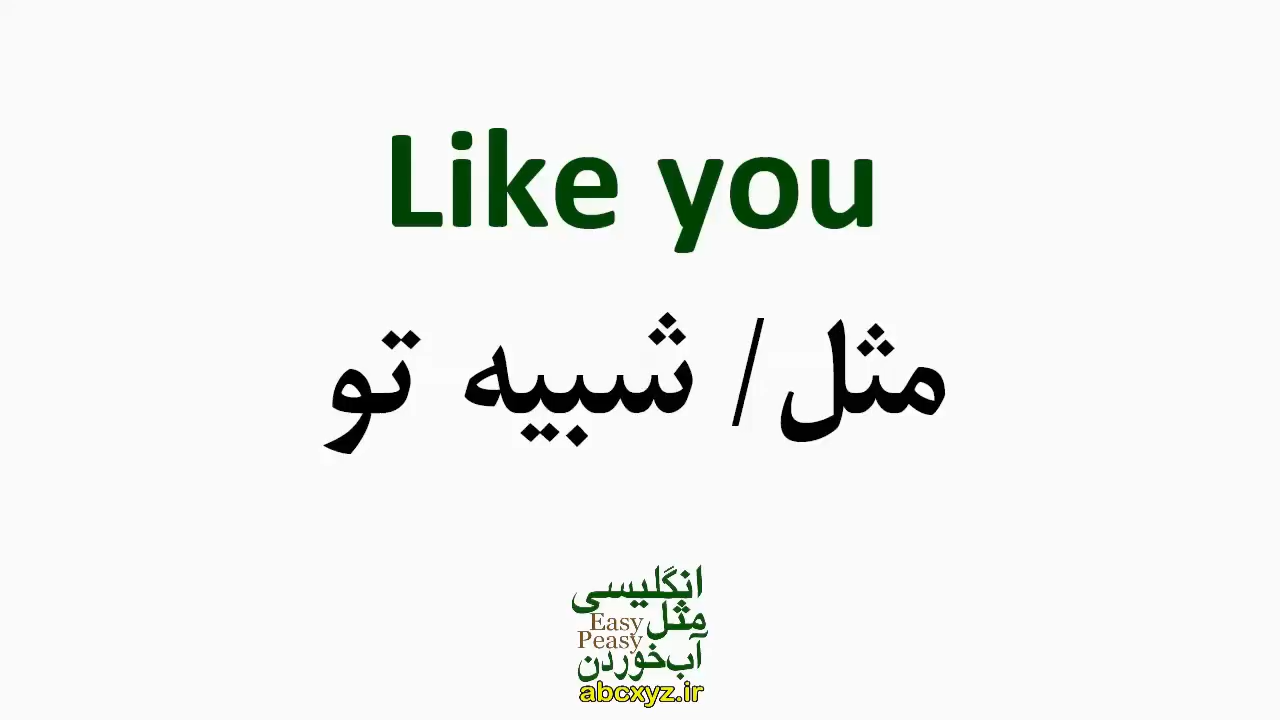 Like you
مثل/ شبیه تو
انگلیسی
مثل Easy
Peasy
آب‌خوردن
abcxyz.ir